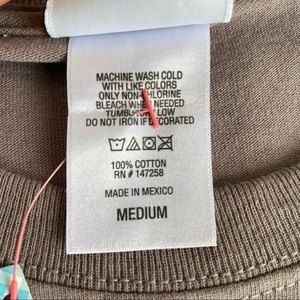 MACHINE WASH COLD
WITH LIKE COLORS
ONLY NON-CHLORINE
BLEACH WHEN NEEDED
TUMBLE DRY LOW
DO NOT IRON IF DECORATED
100% COTTON
RN # 147258
MADE IN MEXICO
MEDIUM